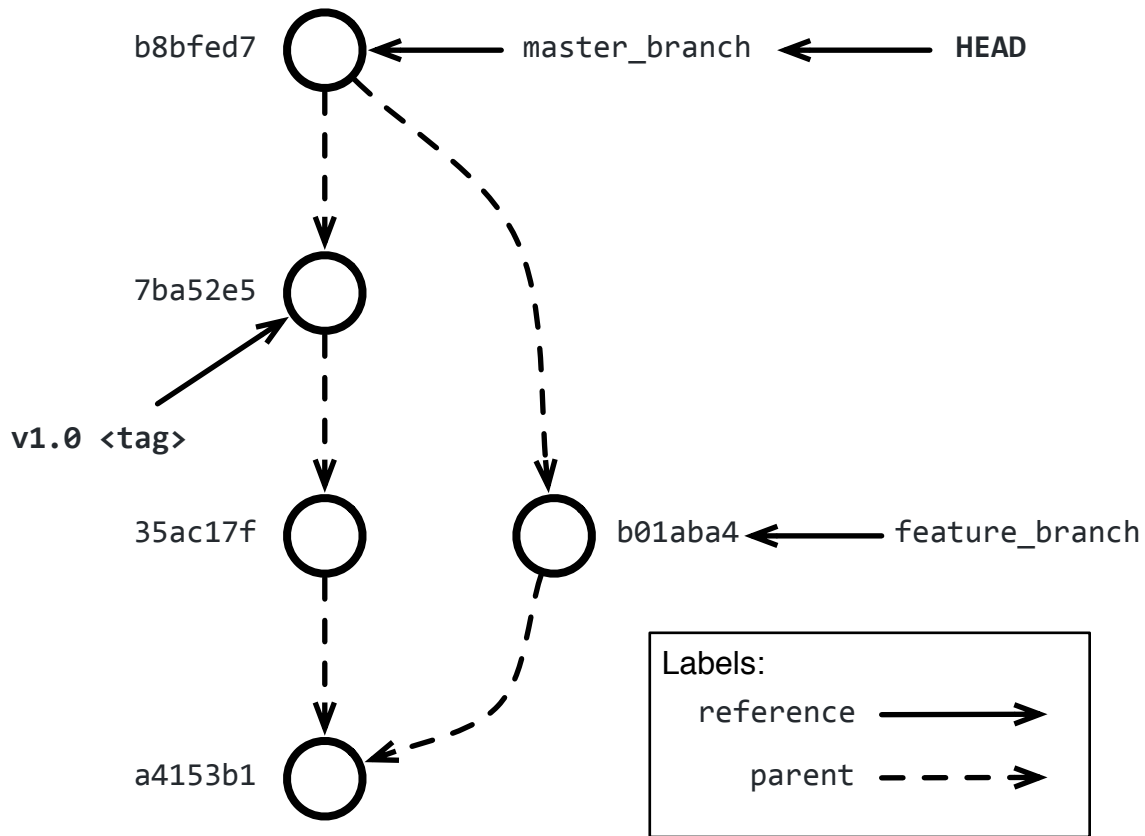 b8bfed7 master_branch HEAD
7ba52e5
v1.0 <tag>
35ac17f b01aba4 feature_branch
Labels:
reference
parent
a4153b1